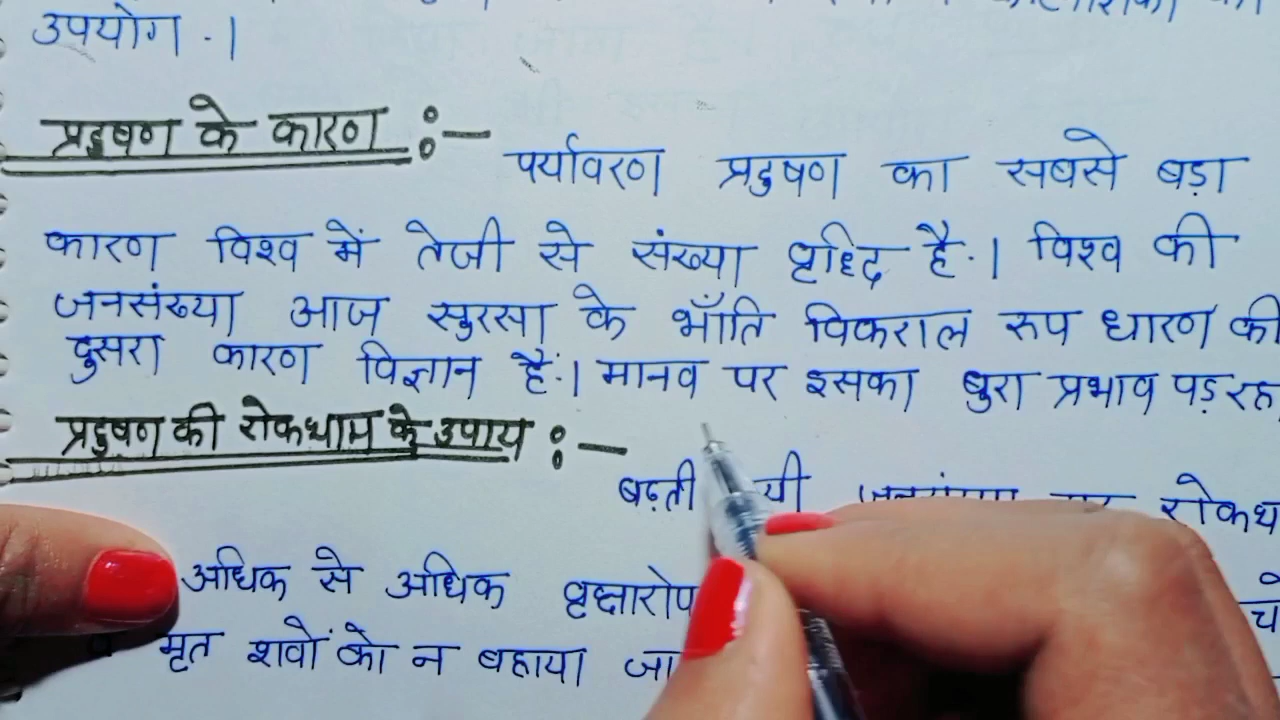 उपयोग.।
प्रदुषण के कारण :-
पर्यावरण प्रदुषण का सबसे बड़ा
कारण विश्व में तेजी से संख्या वृध्दि है.। विश्व की
जनसंख्या आज सुरसा के भाँति विकराल रूप धारण की
दुसरा कारण विज्ञान है.। मानव पर इसका बुरा प्रभाव पड़
प्रदुषण की रोकथाम के उपाय :-
बढ़ती
अधिक से अधिक
मृत शवों को न बहाया